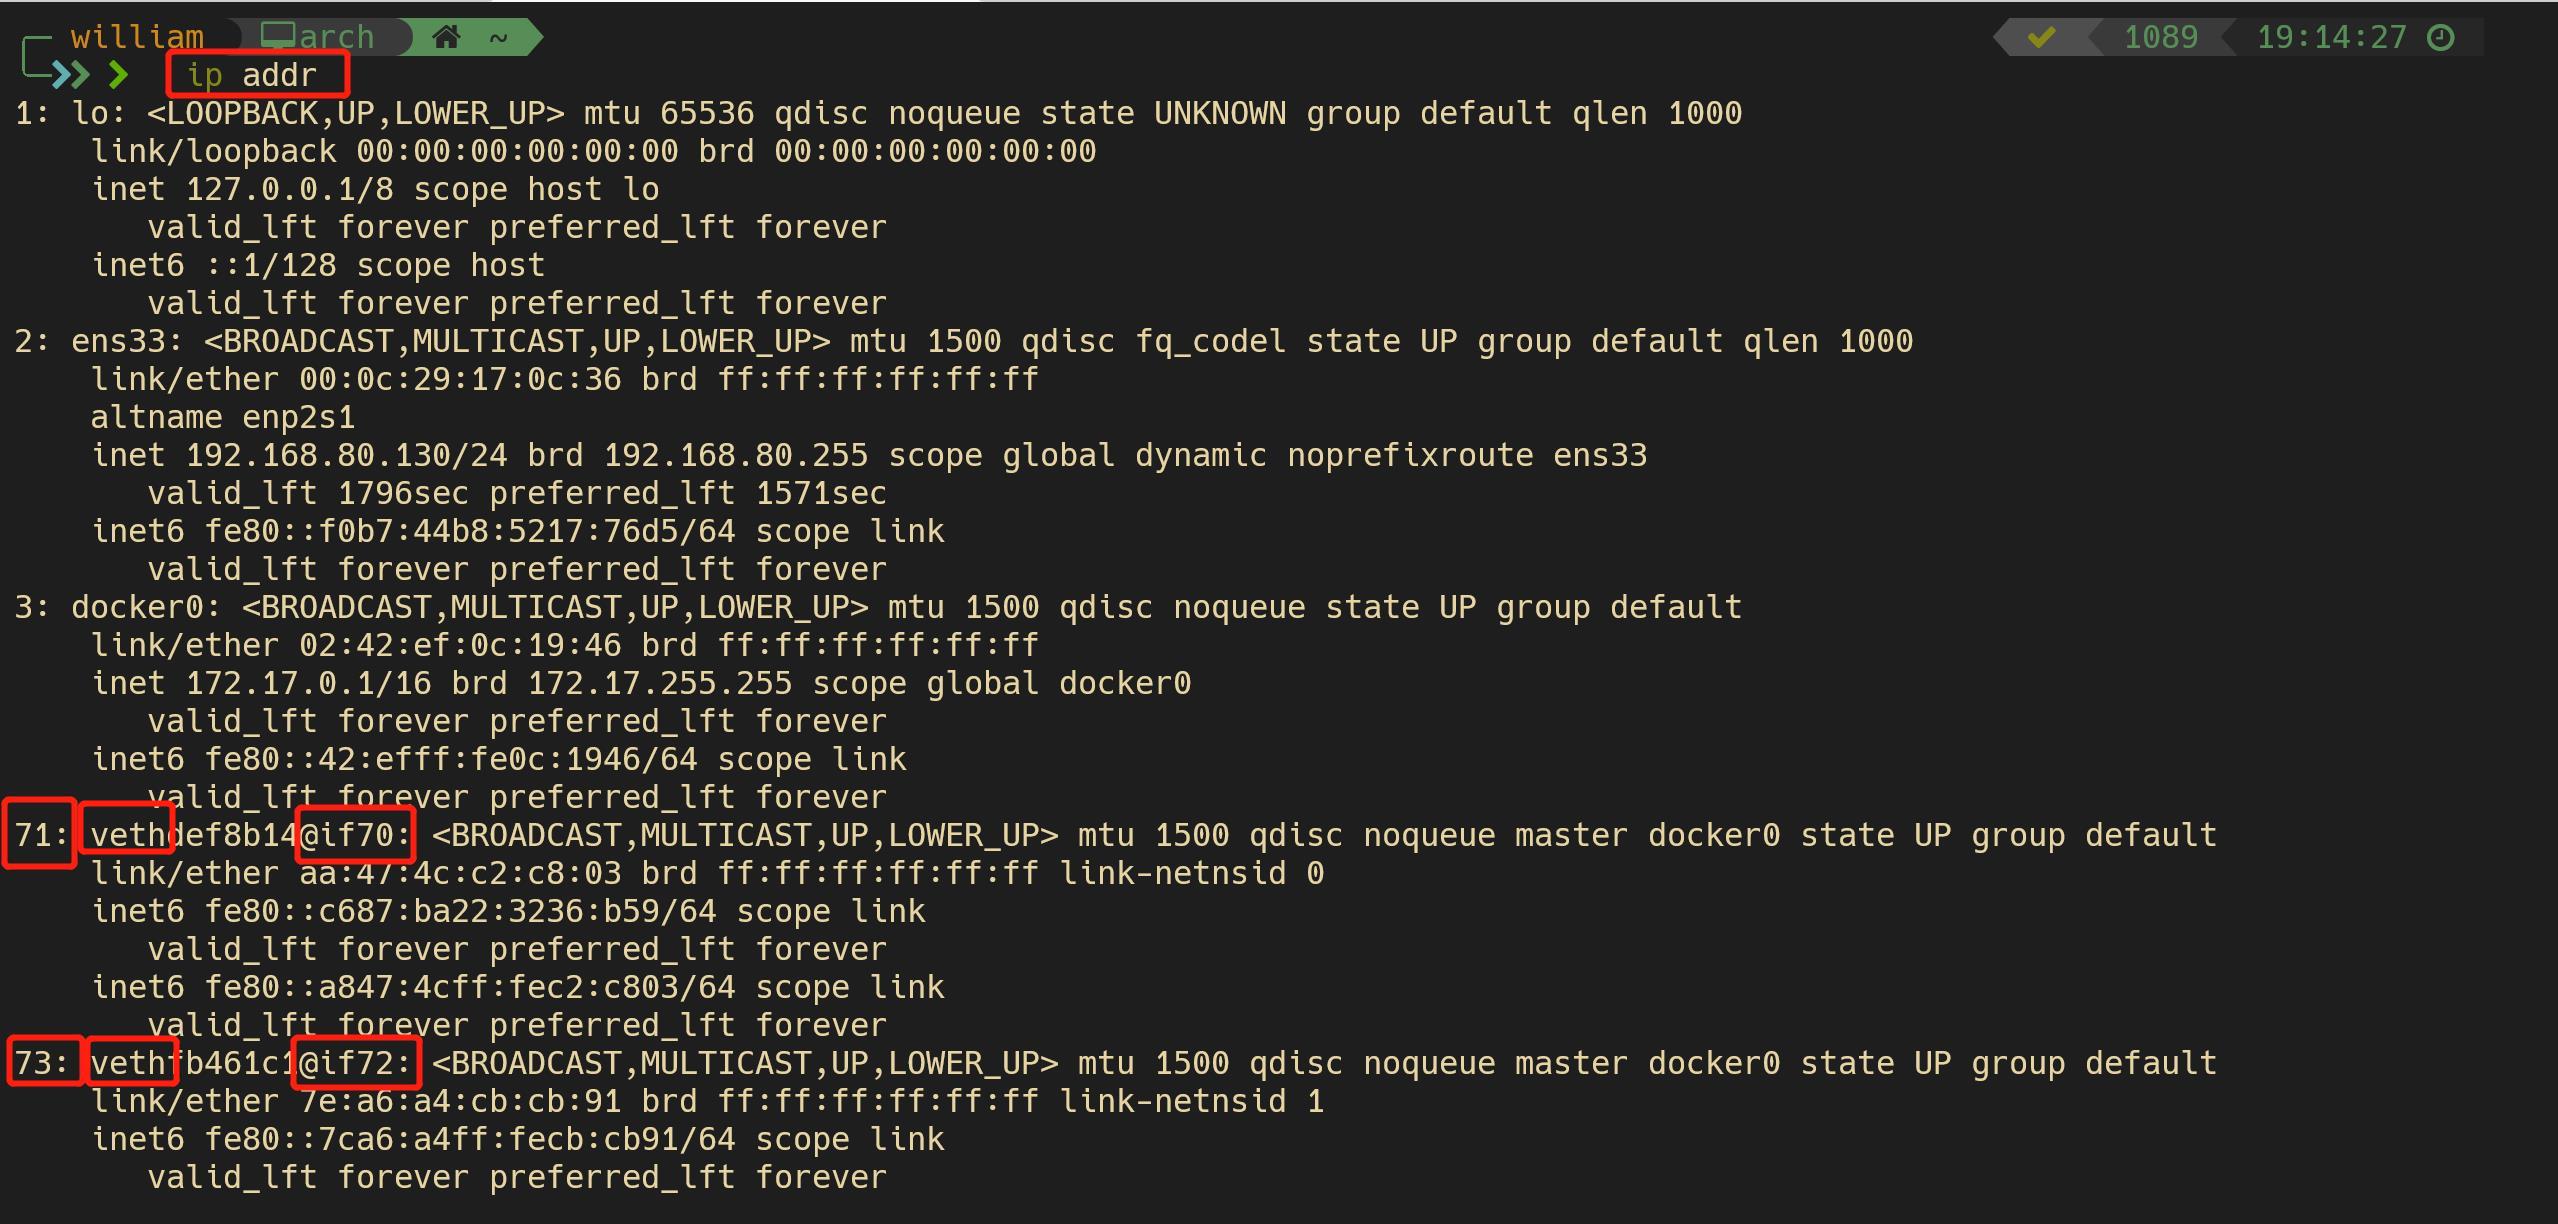 william arch ~ 1089 19:14:27
ip addr
1: lo: <LOOPBACK,UP,LOWER_UP> mtu 65536 qdisc noqueue state UNKNOWN group default qlen 1000
link/loopback 00:00:00:00:00:00 brd 00:00:00:00:00:00
inet 127.0.0.1/8 scope host lo
valid_lft forever preferred_lft forever
inet6 ::1/128 scope host
valid_lft forever preferred_lft forever
2: ens33: <BROADCAST,MULTICAST,UP,LOWER_UP> mtu 1500 qdisc fq_codel state UP group default qlen 1000
link/ether 00:0c:29:17:0c:36 brd ff:ff:ff:ff:ff:ff
altname enp2s1
inet 192.168.80.130/24 brd 192.168.80.255 scope global dynamic noprefixroute ens33
valid_lft 1796sec preferred_lft 1571sec
inet6 fe80::f0b7:44b8:5217:76d5/64 scope link
valid_lft forever preferred_lft forever
3: docker0: <BROADCAST,MULTICAST,UP,LOWER_UP> mtu 1500 qdisc noqueue state UP group default
link/ether 02:42:ef:0c:19:46 brd ff:ff:ff:ff:ff:ff
inet 172.17.0.1/16 brd 172.17.255.255 scope global docker0
valid_lft forever preferred_lft forever
inet6 fe80::42:efff:fe0c:1946/64 scope link
valid_lft forever preferred_lft forever
71: vethdef8b14@if70: <BROADCAST,MULTICAST,UP,LOWER_UP> mtu 1500 qdisc noqueue master docker0 state UP group default
link/ether aa:47:4c:c2:c8:03 brd ff:ff:ff:ff:ff:ff link-netnsid 0
inet6 fe80::c687:ba22:3236:b59/64 scope link
valid_lft forever preferred_lft forever
inet6 fe80::a847:4cff:fec2:c803/64 scope link
valid_lft forever preferred_lft forever
73: vethfb461c1@if72: <BROADCAST,MULTICAST,UP,LOWER_UP> mtu 1500 qdisc noqueue master docker0 state UP group default
link/ether 7e:a6:a4:cb:cb:91 brd ff:ff:ff:ff:ff:ff link-netnsid 1
inet6 fe80::7ca6:a4ff:fecb:cb91/64 scope link
valid_lft forever preferred_lft forever